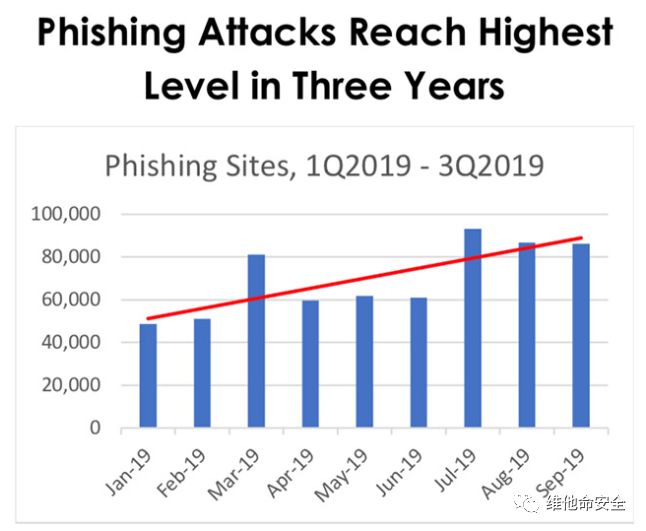 Phishing Attacks Reach Highest
Level in Three Years
Phishing Sites, 1Q2019 - 3Q2019
100,000
80,000
60,000
40,000
20,000
0
Jan-19
Feb-19
Mar-19
Apr-19
May-19
Jun-19
Jul-19
Aug-19
Sep-19
维他命安全